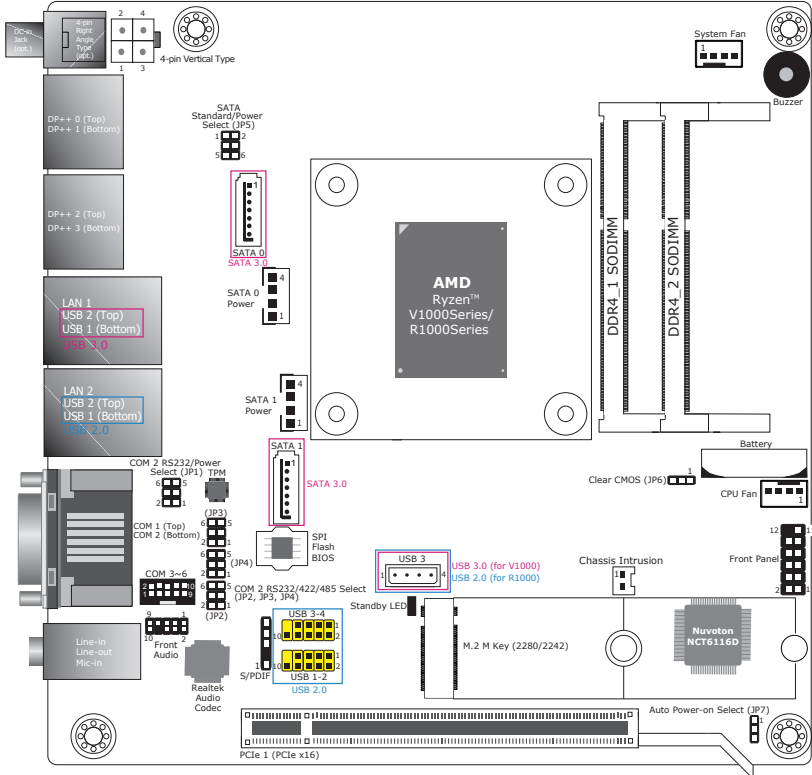 DC-in
Jack
(opt.)
4-pin
Right
Angle
Type
(opt.)
2 4
1 3
4-pin Vertical Type
System Fan
1
Buzzer
DP++ 0 (Top)
DP++ 1 (Bottom)
SATA
Standard/Power
Select (JP5)
1 2
5 6
DP++ 2 (Top)
DP++ 3 (Bottom)
1
SATA 0
SATA 3.0
AMD
Ryzen™
V1000Series/
R1000Series
DDR4_1 SODIMM
DDR4_2 SODIMM
LAN 1
USB 2 (Top)
USB 1 (Bottom)
USB 3.0
SATA 0
Power
4
1
LAN 2
USB 2 (Top)
USB 1 (Bottom)
USB 2.0
SATA 1
Power
4
1
SATA 1
1
SATA 3.0
Battery
Clear CMOS (JP6)
1
CPU Fan
1
COM 2 RS232/Power
Select (JP1)
6 5
2 1
TPM
COM 1 (Top)
COM 2 (Bottom)
(JP3)
6 5
2 1
SPI
Flash
BIOS
(JP4)
6 5
2 1
COM 3~6
2 10
1 9
6 5
COM 2 RS232/422/485 Select
(JP2, JP3, JP4)
2 1
(JP2)
USB 3
1 4
USB 3.0 (for V1000)
USB 2.0 (for R1000)
Standby LED
Chassis Intrusion
1
12 11
Front Panel
2 1
9 1
10 2
Front
Audio
Line-in
Line-out
Mic-in
Realtek
Audio
Codec
S/PDIF
1
USB 3-4
1
10 2
1
10 2
USB 1-2
USB 2.0
M.2 M Key (2280/2242)
Nuvoton
NCT6116D
Auto Power-on Select (JP7)
1
PCIe 1 (PCIe x16)